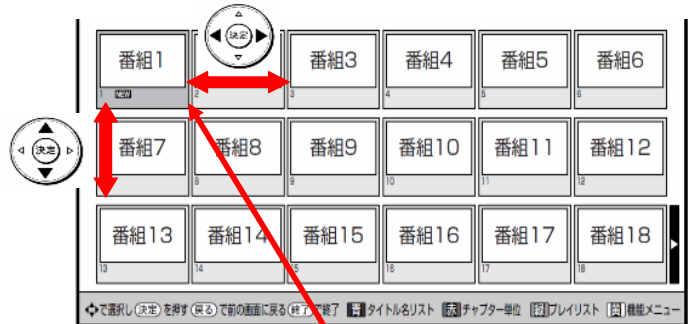 決定
番組1 番組3 番組4 番組5 番組6
1 NEW 2 3 4 5 6
決定
番組7 番組8 番組9 番組10 番組11 番組12
8 9 10 11 12
番組13 番組14 番組15 番組16 番組17 番組18
13 14 15 16 17 18
で選択し 決定 を押す 戻る で前の画面に戻る 終了 で終了 青 タイトル名リスト 赤 チャプター単位 プレイリスト 機能メニュー